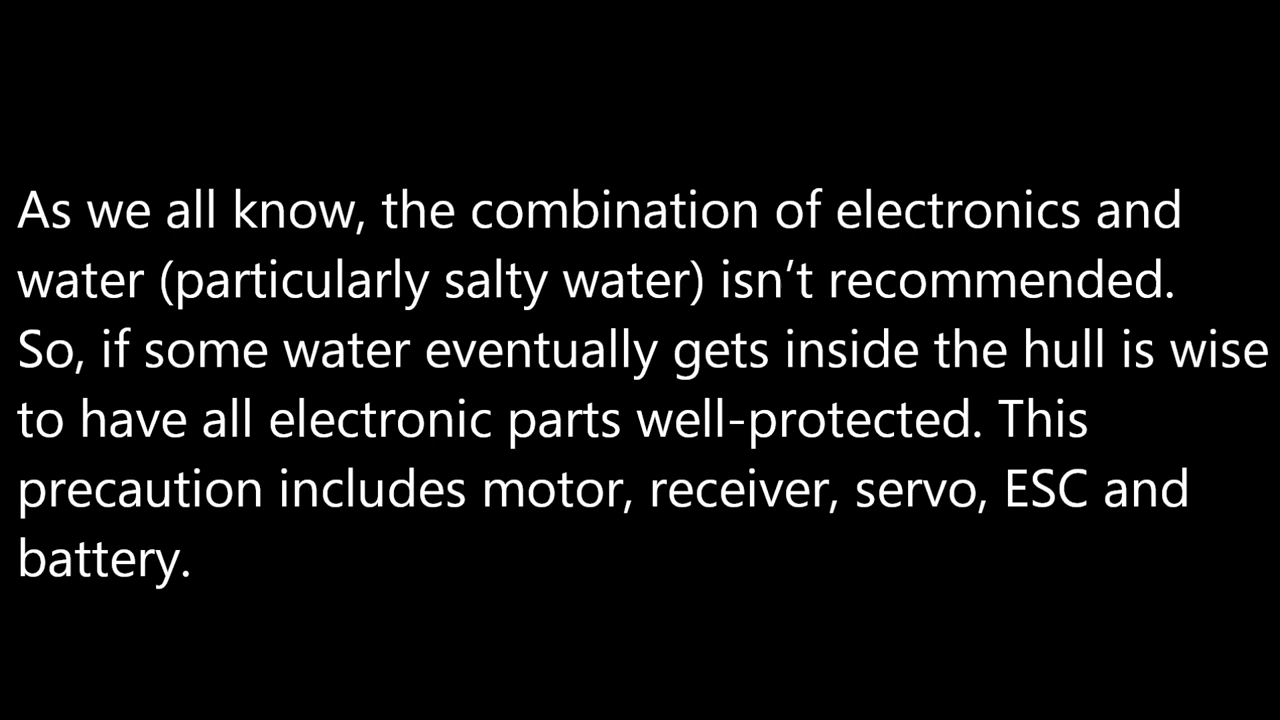 As we all know, the combination of electronics and
water (particularly salty water) isn’t recommended.
So, if some water eventually gets inside the hull is wise
to have all electronic parts well-protected. This
precaution includes motor, receiver, servo, ESC and
battery.